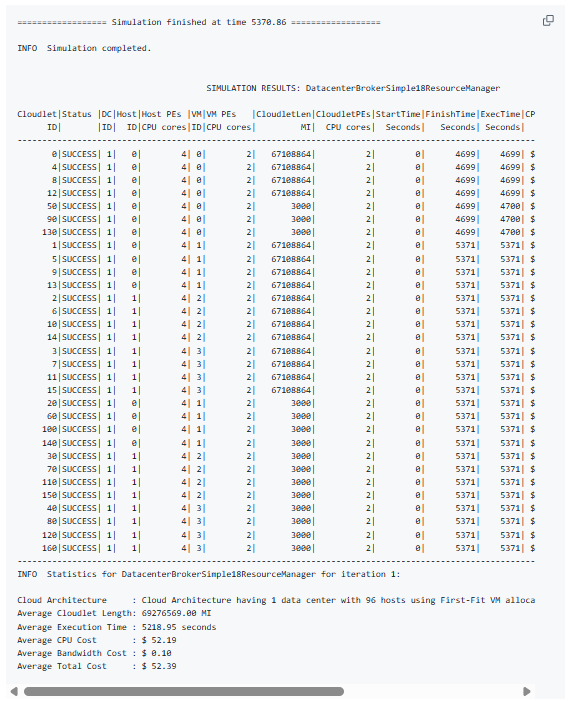 ================== Simulation finished at time 5370.86 ==================
INFO  Simulation completed.
SIMULATION RESULTS: DatacenterBrokerSimple18ResourceManager
Cloudlet|Status |DC|Host|Host PEs |VM|VM PEs   |CloudletLen|CloudletPEs|StartTime|FinishTime|ExecTime|CP
ID|       |ID|  ID|CPU cores|ID|CPU cores|         MI|  CPU cores|  Seconds|   Seconds| Seconds|
---------------------------------------------------------------------------------------------------------
0|SUCCESS| 1|   0|        4| 0|        2|   67108864|          2|        0|      4699|    4699| $
4|SUCCESS| 1|   0|        4| 0|        2|   67108864|          2|        0|      4699|    4699| $
8|SUCCESS| 1|   0|        4| 0|        2|   67108864|          2|        0|      4699|    4699| $
12|SUCCESS| 1|   0|        4| 0|        2|   67108864|          2|        0|      4699|    4699| $
50|SUCCESS| 1|   0|        4| 0|        2|       3000|          2|        0|      4699|    4700| $
90|SUCCESS| 1|   0|        4| 0|        2|       3000|          2|        0|      4699|    4700| $
130|SUCCESS| 1|   0|        4| 0|        2|       3000|          2|        0|      4699|    4700| $
1|SUCCESS| 1|   0|        4| 1|        2|   67108864|          2|        0|      5371|    5371| $
5|SUCCESS| 1|   0|        4| 1|        2|   67108864|          2|        0|      5371|    5371| $
9|SUCCESS| 1|   0|        4| 1|        2|   67108864|          2|        0|      5371|    5371| $
13|SUCCESS| 1|   0|        4| 1|        2|   67108864|          2|        0|      5371|    5371| $
2|SUCCESS| 1|   1|        4| 2|        2|   67108864|          2|        0|      5371|    5371| $
6|SUCCESS| 1|   1|        4| 2|        2|   67108864|          2|        0|      5371|    5371| $
10|SUCCESS| 1|   1|        4| 2|        2|   67108864|          2|        0|      5371|    5371| $
14|SUCCESS| 1|   1|        4| 2|        2|   67108864|          2|        0|      5371|    5371| $
3|SUCCESS| 1|   1|        4| 3|        2|   67108864|          2|        0|      5371|    5371| $
7|SUCCESS| 1|   1|        4| 3|        2|   67108864|          2|        0|      5371|    5371| $
11|SUCCESS| 1|   1|        4| 3|        2|   67108864|          2|        0|      5371|    5371| $
15|SUCCESS| 1|   1|        4| 3|        2|   67108864|          2|        0|      5371|    5371| $
20|SUCCESS| 1|   0|        4| 1|        2|       3000|          2|        0|      5371|    5371| $
60|SUCCESS| 1|   0|        4| 1|        2|       3000|          2|        0|      5371|    5371| $
100|SUCCESS| 1|   0|        4| 1|        2|       3000|          2|        0|      5371|    5371| $
140|SUCCESS| 1|   0|        4| 1|        2|       3000|          2|        0|      5371|    5371| $
30|SUCCESS| 1|   1|        4| 2|        2|       3000|          2|        0|      5371|    5371| $
70|SUCCESS| 1|   1|        4| 2|        2|       3000|          2|        0|      5371|    5371| $
110|SUCCESS| 1|   1|        4| 2|        2|       3000|          2|        0|      5371|    5371| $
150|SUCCESS| 1|   1|        4| 2|        2|       3000|          2|        0|      5371|    5371| $
40|SUCCESS| 1|   1|        4| 3|        2|       3000|          2|        0|      5371|    5371| $
80|SUCCESS| 1|   1|        4| 3|        2|       3000|          2|        0|      5371|    5371| $
120|SUCCESS| 1|   1|        4| 3|        2|       3000|          2|        0|      5371|    5371| $
160|SUCCESS| 1|   1|        4| 3|        2|       3000|          2|        0|      5371|    5371| $
---------------------------------------------------------------------------------------------------------
INFO  Statistics for DatacenterBrokerSimple18ResourceManager for iteration 1:
Cloud Architecture     : Cloud Architecture having 1 data center with 96 hosts using First-Fit VM alloca
Average Cloudlet Length: 69276569.00 MI
Average Execution Time : 5218.95 seconds
Average CPU Cost       : $ 52.19
Average Bandwidth Cost : $ 0.10
Average Total Cost     : $ 52.39